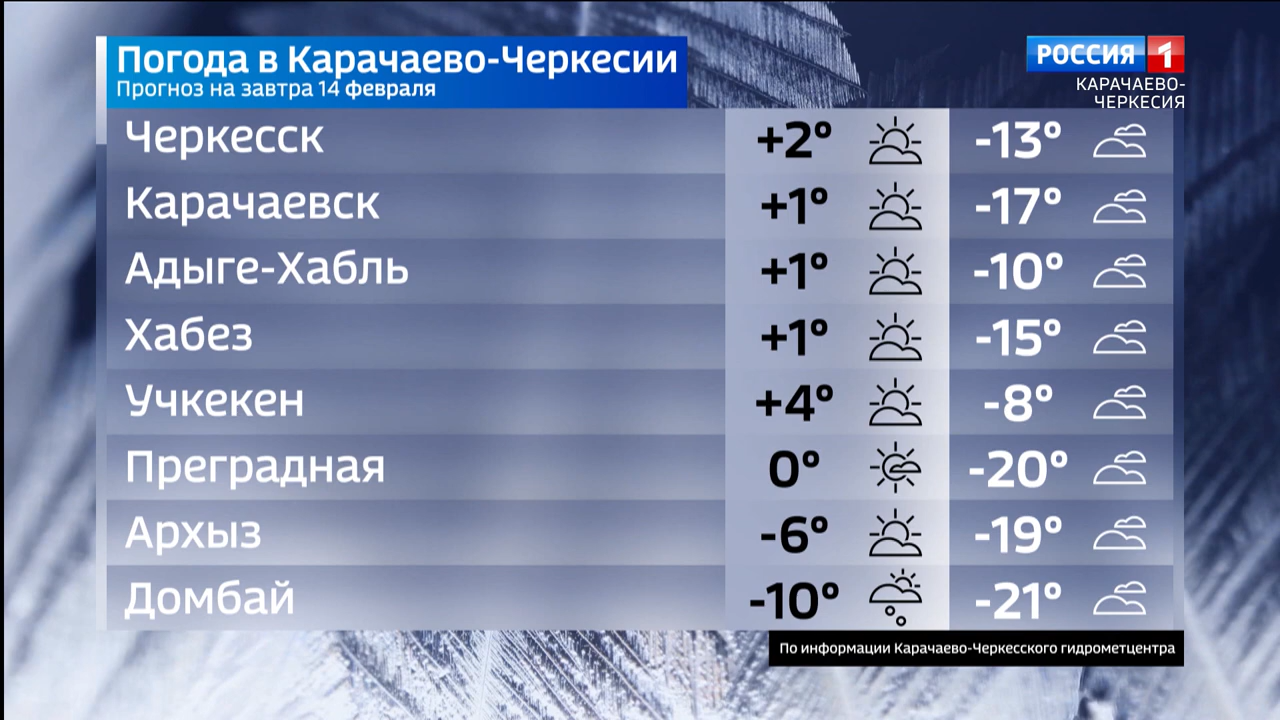 Погода в Карачаево-Черкесии
Прогноз на завтра 14 февраля
РОССИЯ 1
КАРАЧАЕВО-
ЧЕРКЕСИЯ
Черкесск +2° -13°
Карачаевск +1° -17°
Адыге-Хабль +1° -10°
Хабез +1° -15°
Учкекен +4° -8°
Преградная 0° -20°
Архыз -6° -19°
Домбай -10° -21°
По информации Карачаево-Черкесского гидрометцентра